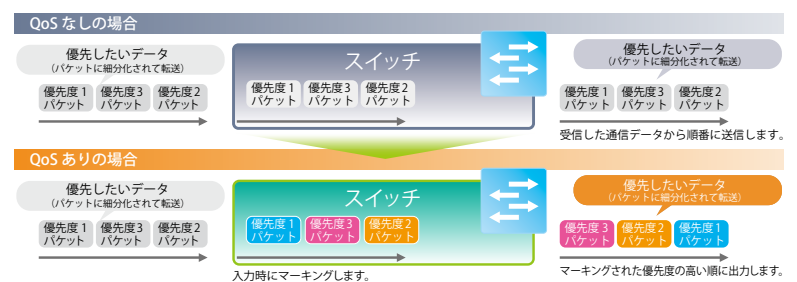 QoS なしの場合
優先したいデータ
(パケットに細分化されて転送)
優先度 1 優先度3 優先度 2
パケット パケット パケット
スイッチ
優先度 1 優先度 3 優先度 2
パケット パケット パケット
優先したいデータ
(パケットに細分化されて転送)
優先度 1 優先度 3 優先度 2
パケット パケット パケット
受信した通信データから順番に送信します。
QoS ありの場合
優先したいデータ
(パケットに細分化されて転送)
優先度 1 優先度3 優先度 2
パケット パケット パケット
スイッチ
優先度 1 優先度 3 優先度 2
パケット パケット パケット
入力時にマーキングします。
優先したいデータ
(パケットに細分化されて転送)
優先度 3 優先度 2 優先度 1
パケット パケット パケット
マーキングされた優先度の高い順に出力します。